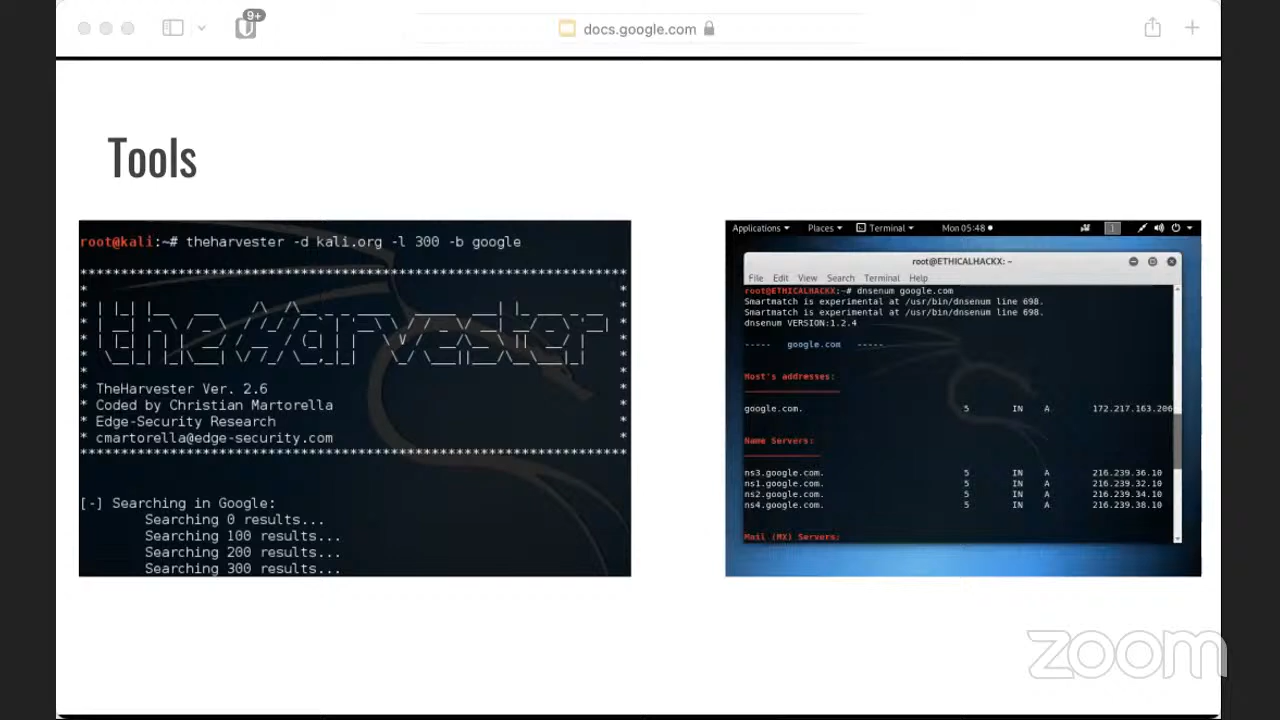 9+
docs.google.com
Tools
root@kali:~# theharvester -d kali.org -l 300 -b google
*******************************************************************
*
* theHarvester *
*
* TheHarvester Ver. 2.6 *
* Coded by Christian Martorella *
* Edge-Security Research *
* cmartorella@edge-security.com *
*******************************************************************
[-] Searching in Google:
Searching 0 results...
Searching 100 results...
Searching 200 results...
Searching 300 results...
Applications Places Terminal Mon 05:48 1
root@ETHICALHACKX: ~
File Edit View Search Terminal Help
root@ETHICALHACKX:~# dnsenum google.com
Smartmatch is experimental at /usr/bin/dnsenum line 698.
Smartmatch is experimental at /usr/bin/dnsenum line 698.
dnsenum VERSION:1.2.4
----- google.com -----
Host's addresses:
google.com. 5 IN A 172.217.163.206
Name Servers:
ns3.google.com. 5 IN A 216.239.36.10
ns1.google.com. 5 IN A 216.239.32.10
ns2.google.com. 5 IN A 216.239.34.10
ns4.google.com. 5 IN A 216.239.38.10
Mail (MX) Servers:
zoom